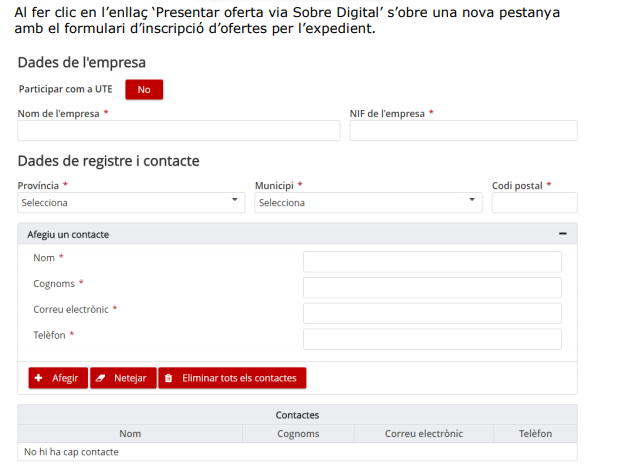 Al fer clic en l'enllaç ‘Presentar oferta via Sobre Digital’ s'obre una nova pestanya
amb el formulari d'inscripció d'ofertes per l'expedient.
Dades de l'empresa
Participar com a UTE No
Nom de l'empresa * NIF de l'empresa *
Dades de registre i contacte
Província * Municipi * Codi postal *
Selecciona Selecciona
Afegiu un contacte
Nom *
Cognoms *
Correu electrònic *
Telèfon *
Afegir Netejar Eliminar tots els contactes
Contactes
Nom Cognoms Correu electrònic Telèfon
No hi ha cap contacte